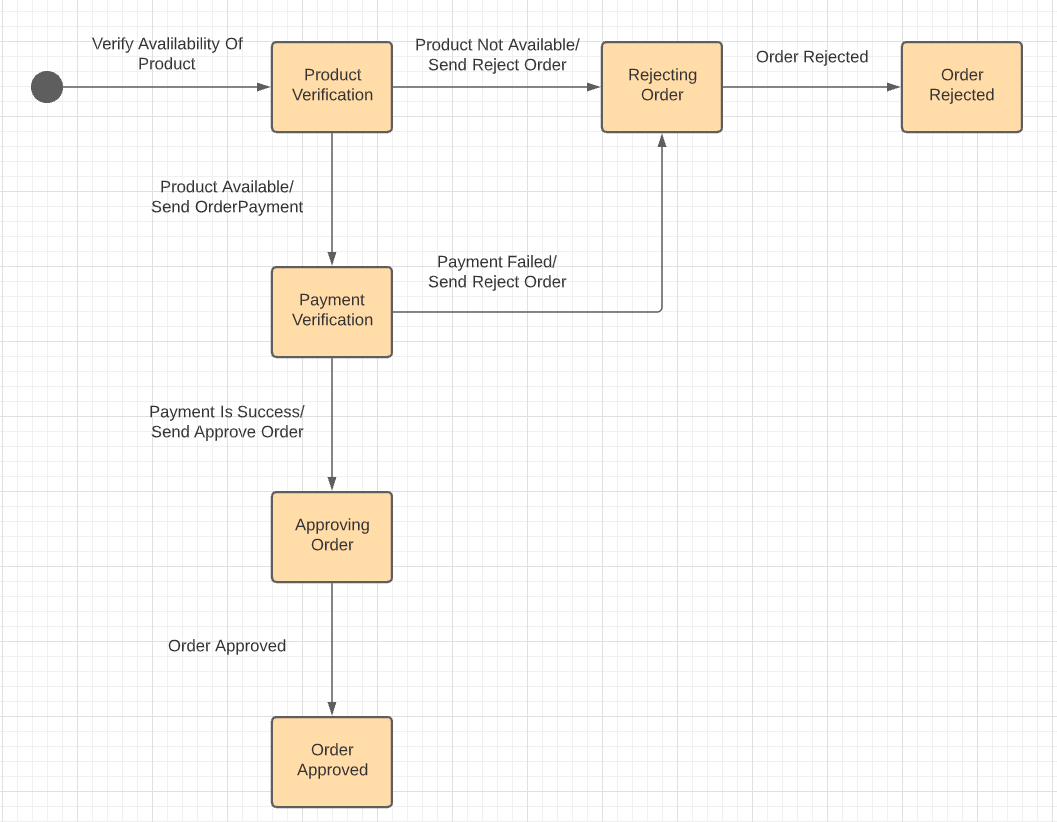 Verify Avalilability Of
Product
Product
Verification
Product Not Available/
Send Reject Order
Rejecting
Order
Order Rejected
Order
Rejected
Product Available/
Send OrderPayment
Payment
Verification
Payment Failed/
Send Reject Order
Payment Is Success/
Send Approve Order
Approving
Order
Order Approved
Order
Approved